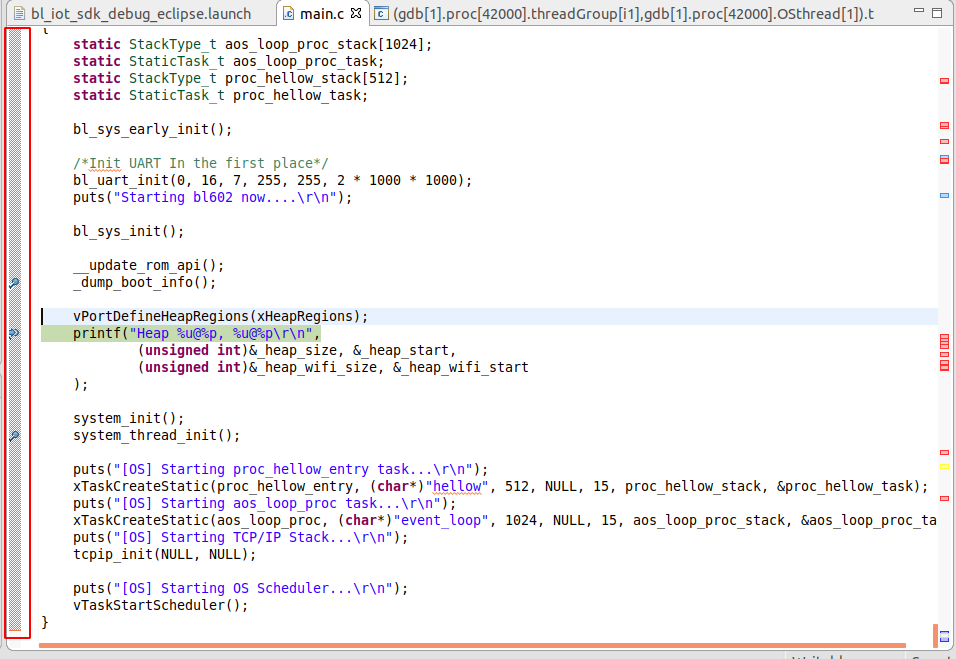 bl_iot_sdk_debug_eclipse.launch main.c (gdb[1].proc[42000].threadGroup[i1],gdb[1].proc[42000].OSthread[1]).t
{
static StackType_t aos_loop_proc_stack[1024];
static StaticTask_t aos_loop_proc_task;
static StackType_t proc_hellow_stack[512];
static StaticTask_t proc_hellow_task;
bl_sys_early_init();
/*Init UART In the first place*/
bl_uart_init(0, 16, 7, 255, 255, 2 * 1000 * 1000);
puts("Starting bl602 now....\r\n");
bl_sys_init();
__update_rom_api();
_dump_boot_info();
vPortDefineHeapRegions(xHeapRegions);
printf("Heap %u@%p, %u@%p\r\n",
(unsigned int)&_heap_size, &_heap_start,
(unsigned int)&_heap_wifi_size, &_heap_wifi_start
);
system_init();
system_thread_init();
puts("[OS] Starting proc_hellow_entry task...\r\n");
xTaskCreateStatic(proc_hellow_entry, (char*)"hellow", 512, NULL, 15, proc_hellow_stack, &proc_hellow_task);
puts("[OS] Starting aos_loop_proc task...\r\n");
xTaskCreateStatic(aos_loop_proc, (char*)"event_loop", 1024, NULL, 15, aos_loop_proc_stack, &aos_loop_proc_ta
puts("[OS] Starting TCP/IP Stack...\r\n");
tcpip_init(NULL, NULL);
puts("[OS] Starting OS Scheduler...\r\n");
vTaskStartScheduler();
}